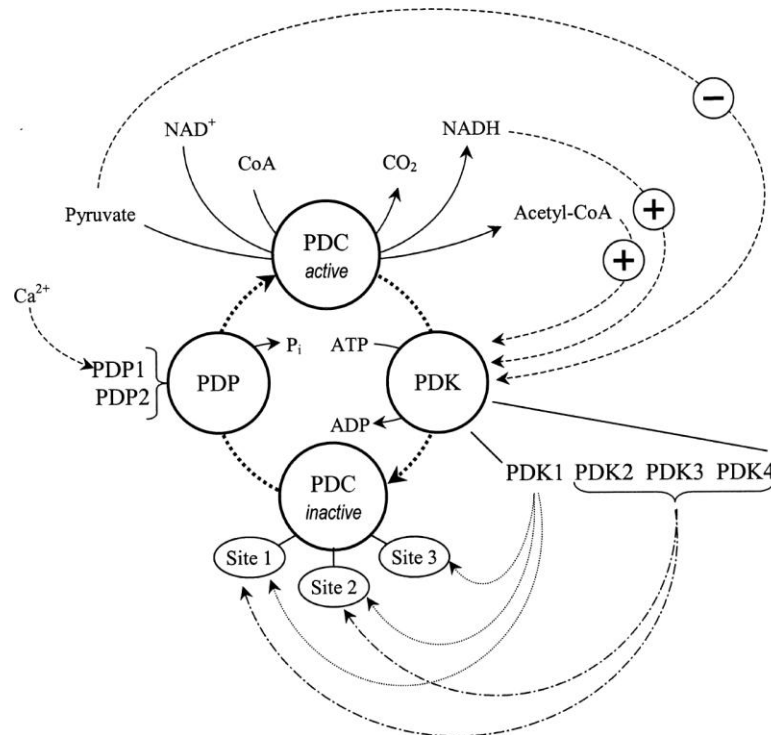 −
NAD⁺
NADH
CoA
CO₂
Pyruvate
Acetyl-CoA
+
+
PDC
active
Ca²⁺
PDP1
PDP2
PDP
Pᵢ
ATP
PDK
ADP
PDC
inactive
PDK1 PDK2 PDK3 PDK4
Site 1
Site 2
Site 3